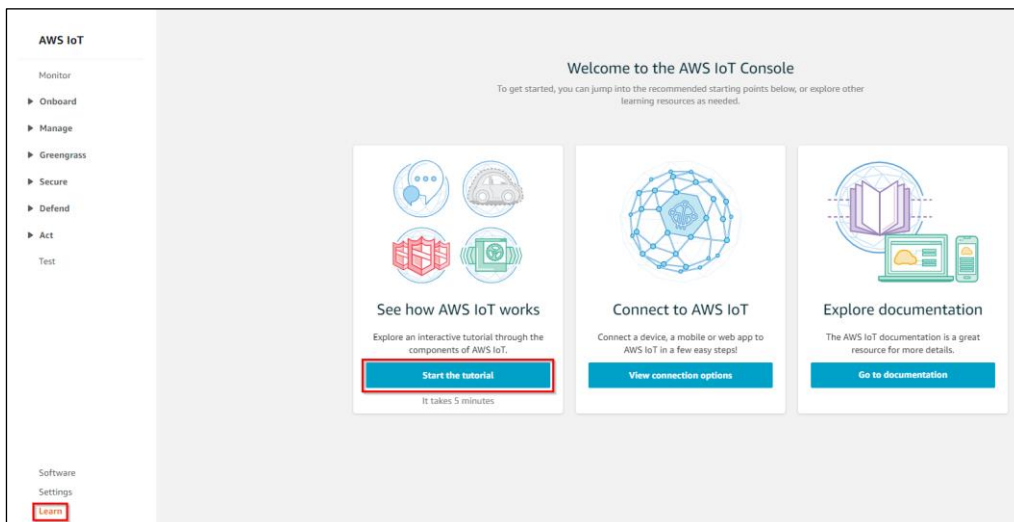 AWS IoT
Monitor
Onboard
Manage
Greengrass
Secure
Defend
Act
Test
Software
Settings
Learn
Welcome to the AWS IoT Console
To get started, you can jump into the recommended starting points below, or explore other
learning resources as needed.
See how AWS IoT works
Explore an interactive tutorial through the
components of AWS IoT.
Start the tutorial
It takes 5 minutes
Connect to AWS IoT
Connect a device, a mobile or web app to
AWS IoT in a few easy steps!
View connection options
Explore documentation
The AWS IoT documentation is a great
resource for more details.
Go to documentation